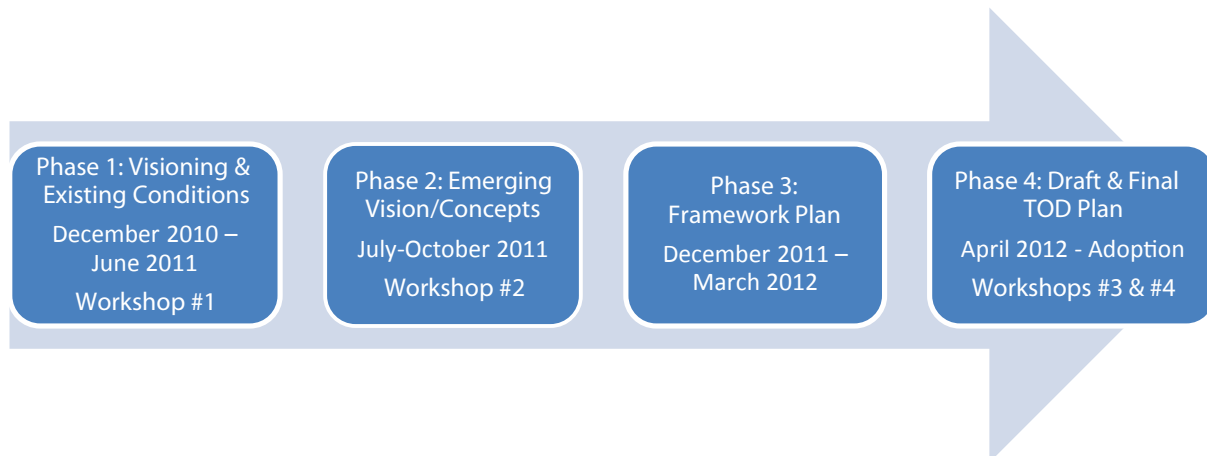 Phase 1: Visioning &
Existing Conditions
December 2010 –
June 2011
Workshop #1
Phase 2: Emerging
Vision/Concepts
July-October 2011
Workshop #2
Phase 3:
Framework Plan
December 2011 –
March 2012
Phase 4: Draft & Final
TOD Plan
April 2012 - Adoption
Workshops #3 & #4